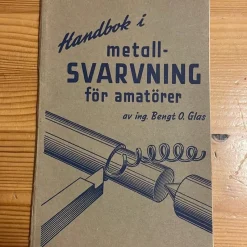 Handbok i
metall-
SVARVNING
för amatörer
av ing. Bengt O. Glas